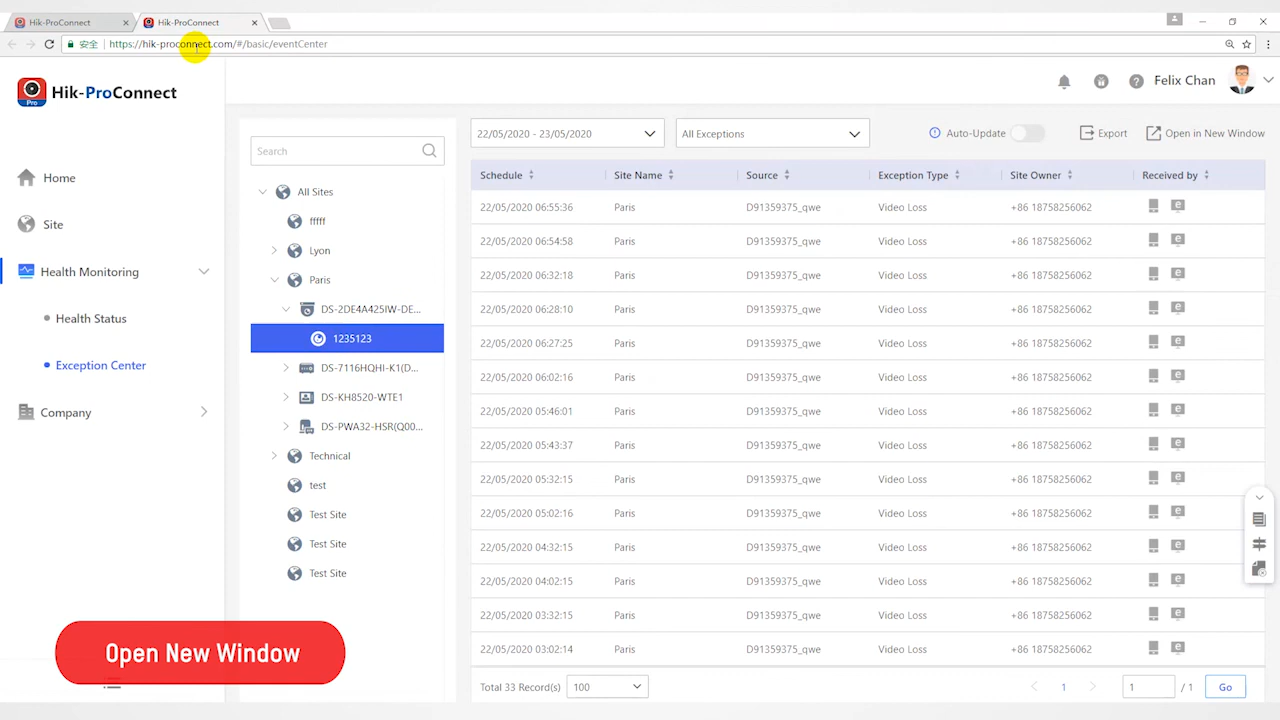 Hik-ProConnect
Hik-ProConnect
安全 https://hik-proconnect.com/#/basic/eventCenter
Pro
Hik-ProConnect
Felix Chan
Home
Site
Health Monitoring
Health Status
Exception Center
Company
Search
All Sites
fffff
Lyon
Paris
DS-2DE4A425IW-DE...
1235123
DS-7116HQHI-K1(D...
DS-KH8520-WTE1
DS-PWA32-HSR(Q00...
Technical
test
Test Site
Test Site
Test Site
22/05/2020 - 23/05/2020 All Exceptions Auto-Update Export Open in New Window
Schedule Site Name Source Exception Type Site Owner Received by
22/05/2020 06:55:36 Paris D91359375_qwe Video Loss +86 18758256062
22/05/2020 06:54:58 Paris D91359375_qwe Video Loss +86 18758256062
22/05/2020 06:32:18 Paris D91359375_qwe Video Loss +86 18758256062
22/05/2020 06:28:10 Paris D91359375_qwe Video Loss +86 18758256062
22/05/2020 06:27:25 Paris D91359375_qwe Video Loss +86 18758256062
22/05/2020 06:02:16 Paris D91359375_qwe Video Loss +86 18758256062
22/05/2020 05:46:01 Paris D91359375_qwe Video Loss +86 18758256062
22/05/2020 05:43:37 Paris D91359375_qwe Video Loss +86 18758256062
22/05/2020 05:32:15 Paris D91359375_qwe Video Loss +86 18758256062
22/05/2020 05:02:16 Paris D91359375_qwe Video Loss +86 18758256062
22/05/2020 04:32:15 Paris D91359375_qwe Video Loss +86 18758256062
22/05/2020 04:02:15 Paris D91359375_qwe Video Loss +86 18758256062
22/05/2020 03:32:15 Paris D91359375_qwe Video Loss +86 18758256062
22/05/2020 03:02:14 Paris D91359375_qwe Video Loss +86 18758256062
Total 33 Record(s) 100 1 1 / 1 Go
Open New Window